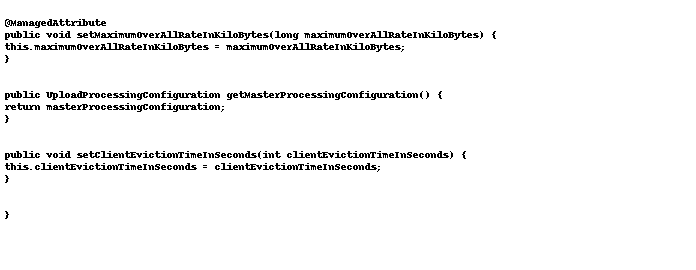 @ManagedAttribute
public void setMaximumOverAllRateInKiloBytes(long maximumOverAllRateInKiloBytes) {
this.maximumOverAllRateInKiloBytes = maximumOverAllRateInKiloBytes;
}
public UploadProcessingConfiguration getMasterProcessingConfiguration() {
return masterProcessingConfiguration;
}
public void setClientEvictionTimeInSeconds(int clientEvictionTimeInSeconds) {
this.clientEvictionTimeInSeconds = clientEvictionTimeInSeconds;
}
}